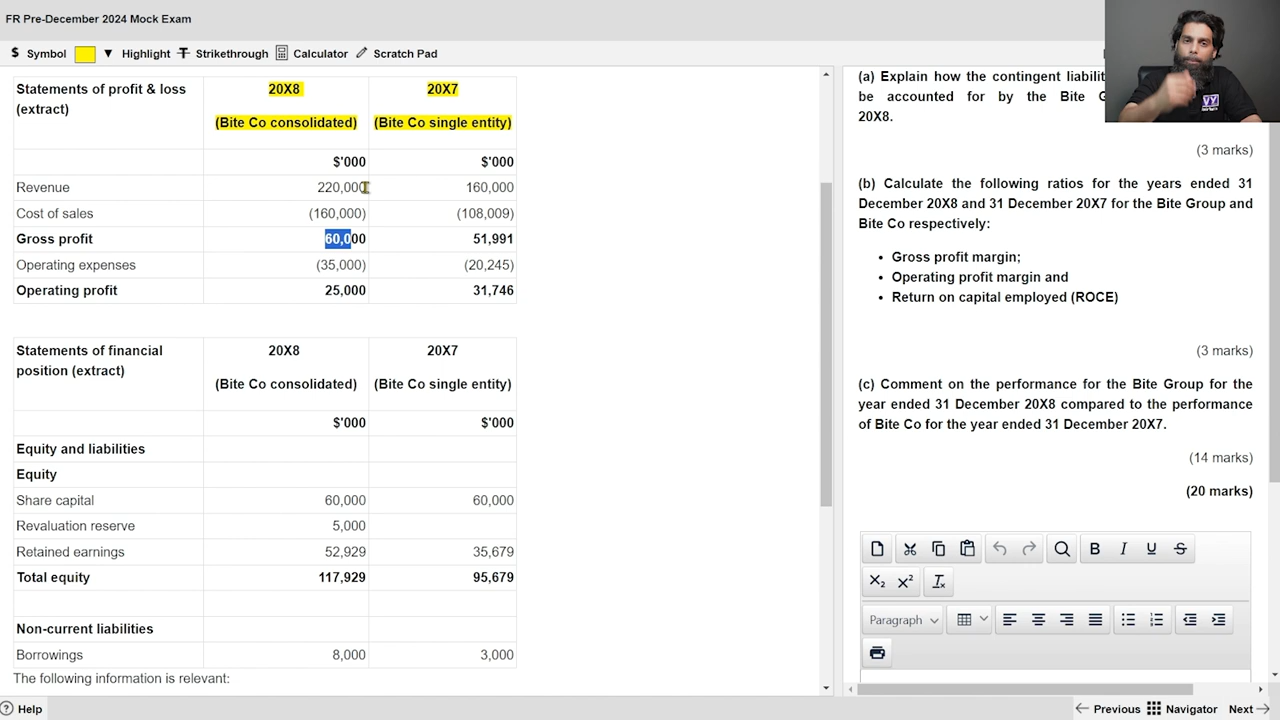 FR Pre-December 2024 Mock Exam
$ Symbol Highlight Strikethrough Calculator Scratch Pad
Statements of profit & loss (extract) 20X8 20X7
(Bite Co consolidated) (Bite Co single entity)
$'000 $'000
Revenue 220,000 160,000
Cost of sales (160,000) (108,009)
Gross profit 60,000 51,991
Operating expenses (35,000) (20,245)
Operating profit 25,000 31,746
Statements of financial position (extract) 20X8 20X7
(Bite Co consolidated) (Bite Co single entity)
$'000 $'000
Equity and liabilities
Equity
Share capital 60,000 60,000
Revaluation reserve 5,000
Retained earnings 52,929 35,679
Total equity 117,929 95,679
Non-current liabilities
Borrowings 8,000 3,000
The following information is relevant:
(a) Explain how the contingent
be accounted for by the Bite
20X8.
(3 marks)
(b) Calculate the following ratios for the years ended 31
December 20X8 and 31 December 20X7 for the Bite Group and
Bite Co respectively:
• Gross profit margin;
• Operating profit margin and
• Return on capital employed (ROCE)
(3 marks)
(c) Comment on the performance for the Bite Group for the
year ended 31 December 20X8 compared to the performance
of Bite Co for the year ended 31 December 20X7.
(14 marks)
(20 marks)
B I U S
X₂ X² Tx
Paragraph
VY
Help Previous Navigator Next